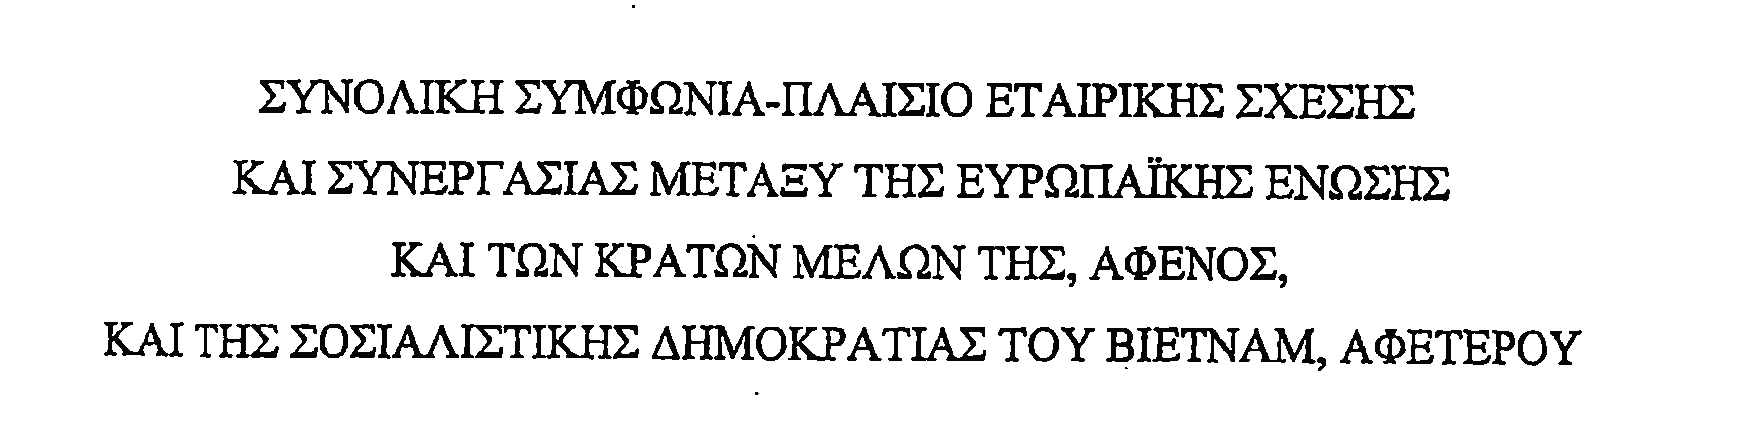 ΣΥΝΟΛΙΚΗ ΣΥΜΦΩΝΙΑ-ΠΛΑΙΣΙΟ ΕΤΑΙΡΙΚΗΣ ΣΧΕΣΗΣ
ΚΑΙ ΣΥΝΕΡΓΑΣΙΑΣ ΜΕΤΑΞΥ ΤΗΣ ΕΥΡΩΠΑΪΚΗΣ ΕΝΩΣΗΣ
ΚΑΙ ΤΩΝ ΚΡΑΤΩΝ ΜΕΛΩΝ ΤΗΣ, ΑΦΕΝΟΣ,
ΚΑΙ ΤΗΣ ΣΟΣΙΑΛΙΣΤΙΚΗΣ ΔΗΜΟΚΡΑΤΙΑΣ ΤΟΥ ΒΙΕΤΝΑΜ, ΑΦΕΤΕΡΟΥ